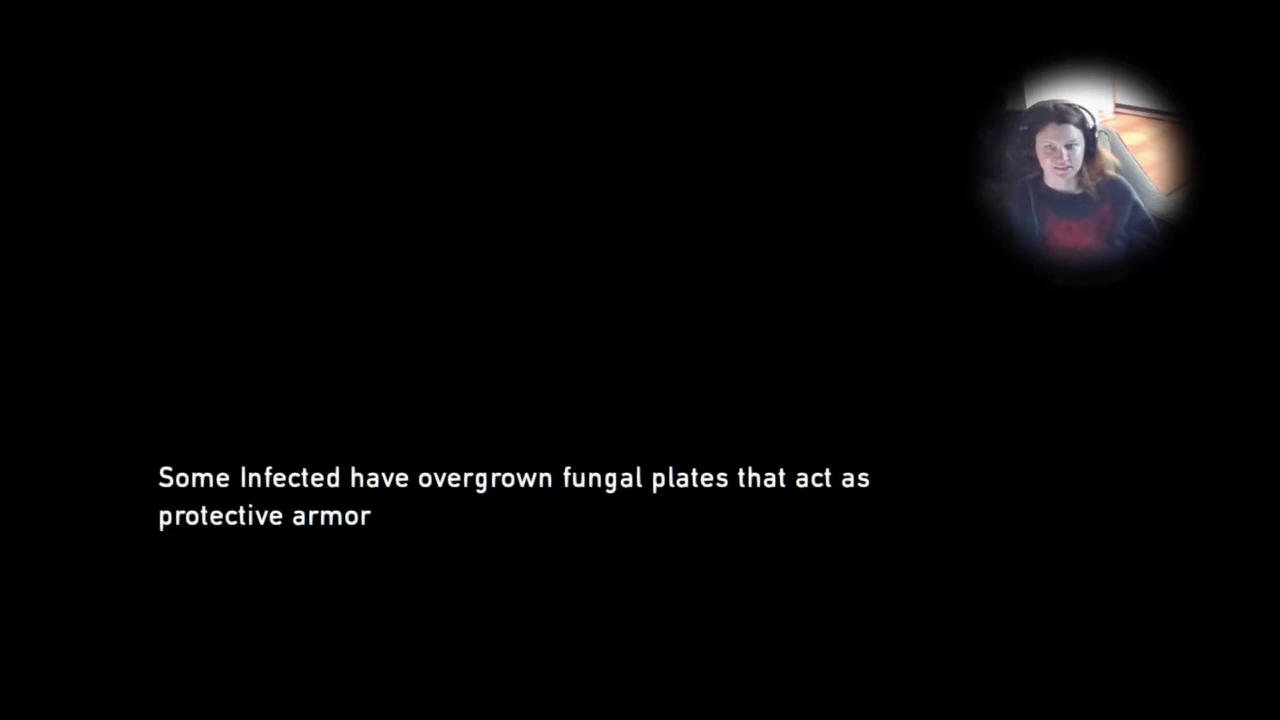 Some Infected have overgrown fungal plates that act as
protective armor